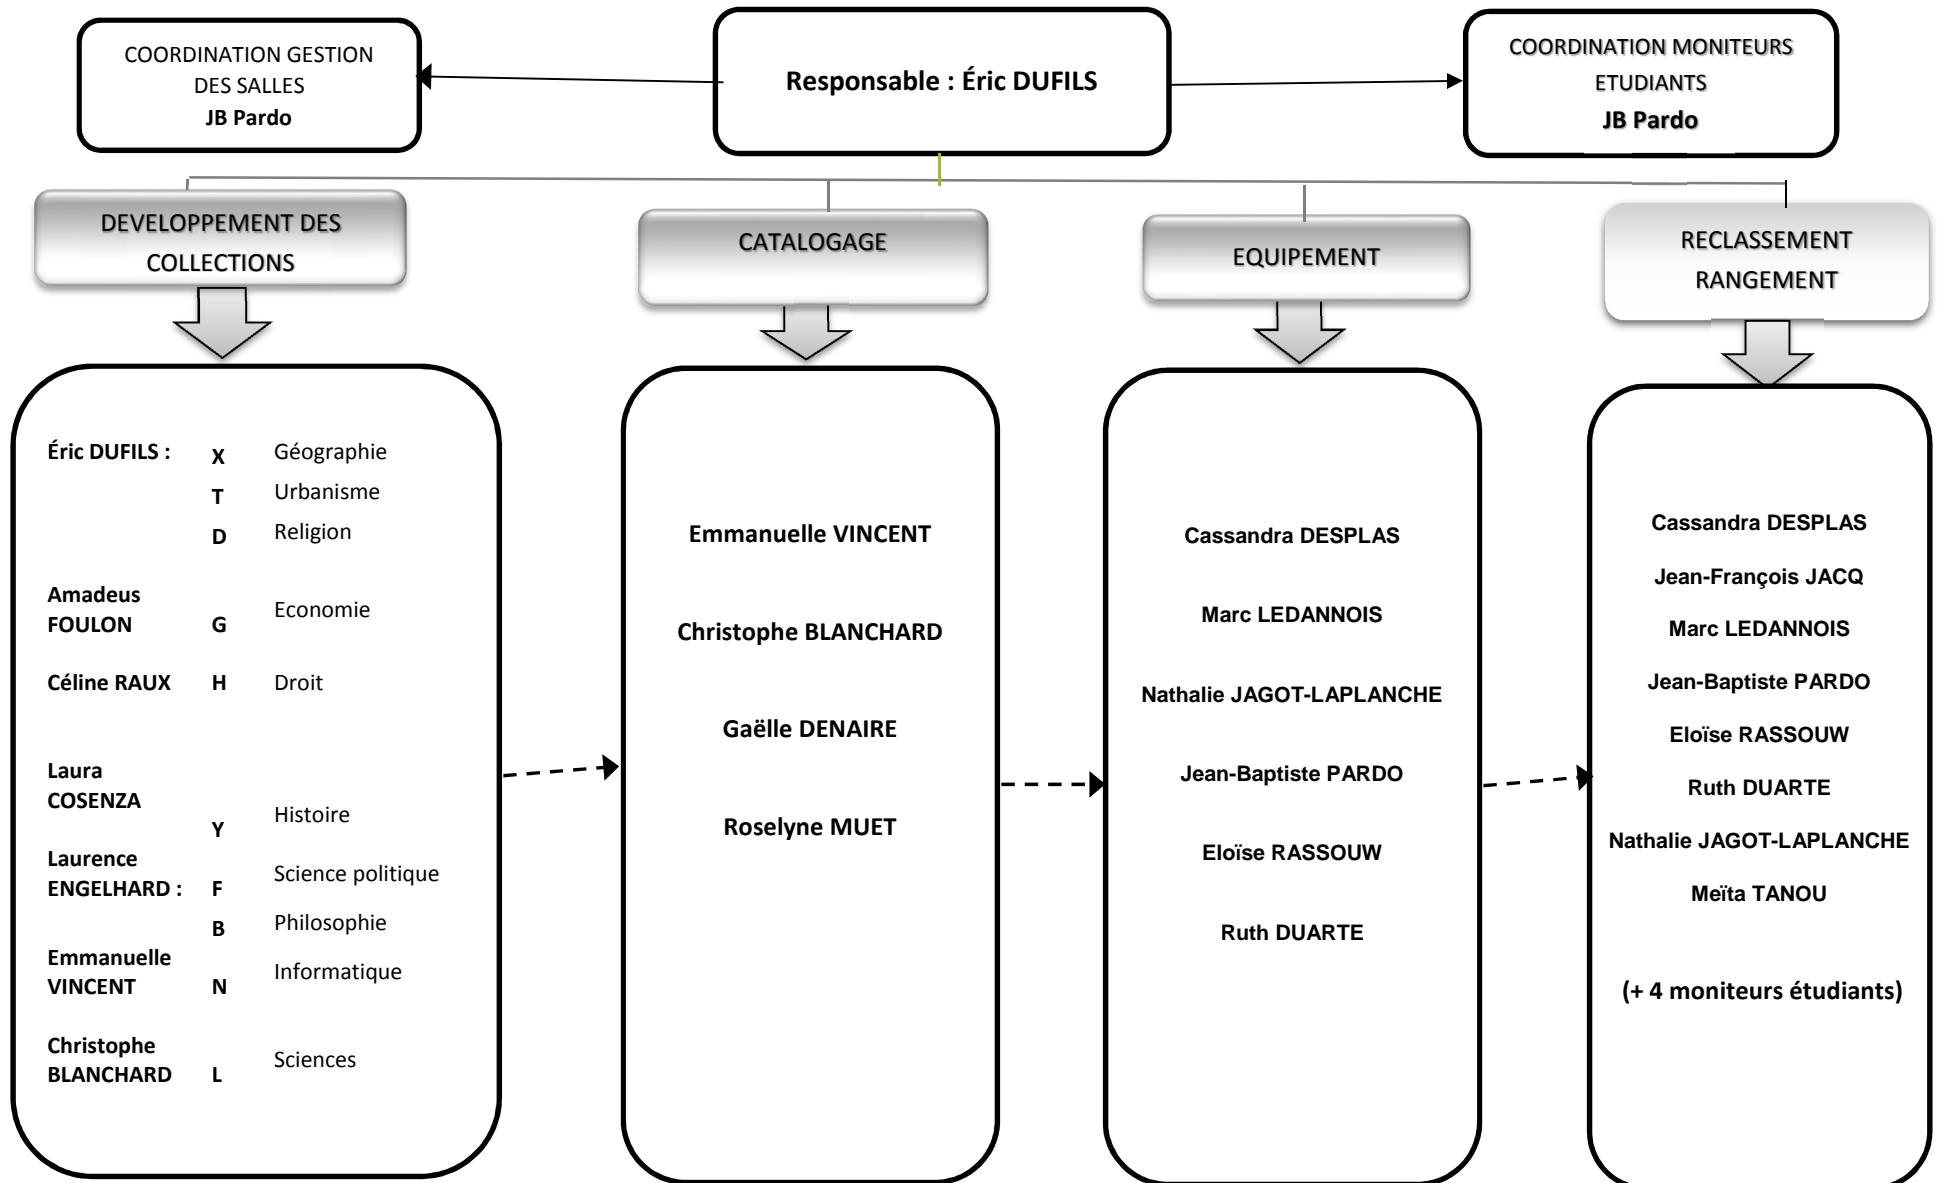 COORDINATION GESTION
DES SALLES
JB Pardo
Responsable : Éric DUFILS
COORDINATION MONITEURS
ETUDIANTS
JB Pardo
DEVELOPPEMENT DES
COLLECTIONS
CATALOGAGE
EQUIPEMENT
RECLASSEMENT
RANGEMENT
Éric DUFILS : X Géographie
T Urbanisme
D Religion
Amadeus
FOULON G Economie
Céline RAUX H Droit
Laura
COSENZA
Y Histoire
Laurence
ENGELHARD : F Science politique
B Philosophie
Emmanuelle
VINCENT N Informatique
Christophe
BLANCHARD L Sciences
Emmanuelle VINCENT
Christophe BLANCHARD
Gaëlle DENAIRE
Roselyne MUET
Cassandra DESPLAS
Marc LEDANNOIS
Nathalie JAGOT-LAPLANCHE
Jean-Baptiste PARDO
Eloïse RASSOUW
Ruth DUARTE
Cassandra DESPLAS
Jean-François JACQ
Marc LEDANNOIS
Jean-Baptiste PARDO
Eloïse RASSOUW
Ruth DUARTE
Nathalie JAGOT-LAPLANCHE
Meïta TANOU
(+ 4 moniteurs étudiants)